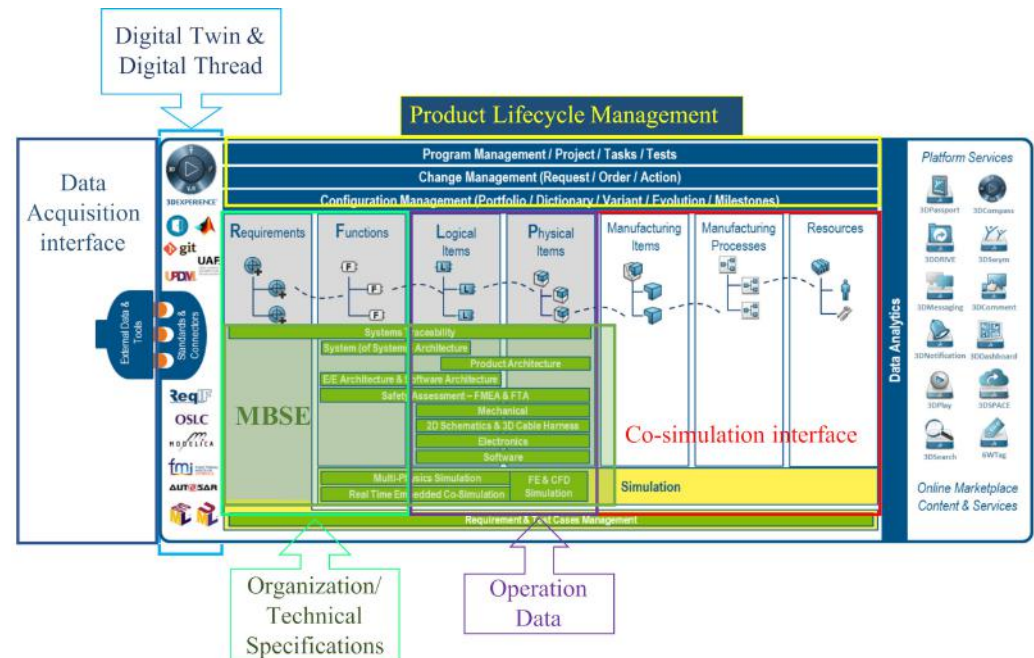 Digital Twin &
Digital Thread
Product Lifecycle Management
Data
Acquisition
interface
External Data &
Tools
Standards &
Connectors
3DEXPERIENCE
3D
V.R
git
UAF
UPDM
ReqIF
OSLC
MODELICA
fmi
AUTOSAR
Program Management / Project / Tasks / Tests
Change Management (Request / Order / Action)
Configuration Management (Portfolio / Dictionary / Variant / Evolution / Milestones)
Requirements
Functions
Logical
Items
Physical
Items
Manufacturing
Items
Manufacturing
Processes
Resources
F
F
F
L
L
L
Systems Traceability
System (of Systems) Architecture
Product Architecture
E/E Architecture & Software Architecture
Safety Assessment – FMEA & FTA
MBSE
Mechanical
2D Schematics & 3D Cable Harness
Electronics
Software
Co-simulation interface
Multi-Physics Simulation
Real Time Embedded Co-Simulation
FE & CFD
Simulation
Simulation
Requirement & Test Cases Management
Data Analytics
Platform Services
3DPassport
3DCompass
3DDRIVE
3DSwym
3DMessaging
3DComment
3DNotification
3DDashboard
3DPlay
3DSPACE
3DSearch
6WTag
Online Marketplace
Content & Services
Organization/
Technical
Specifications
Operation
Data